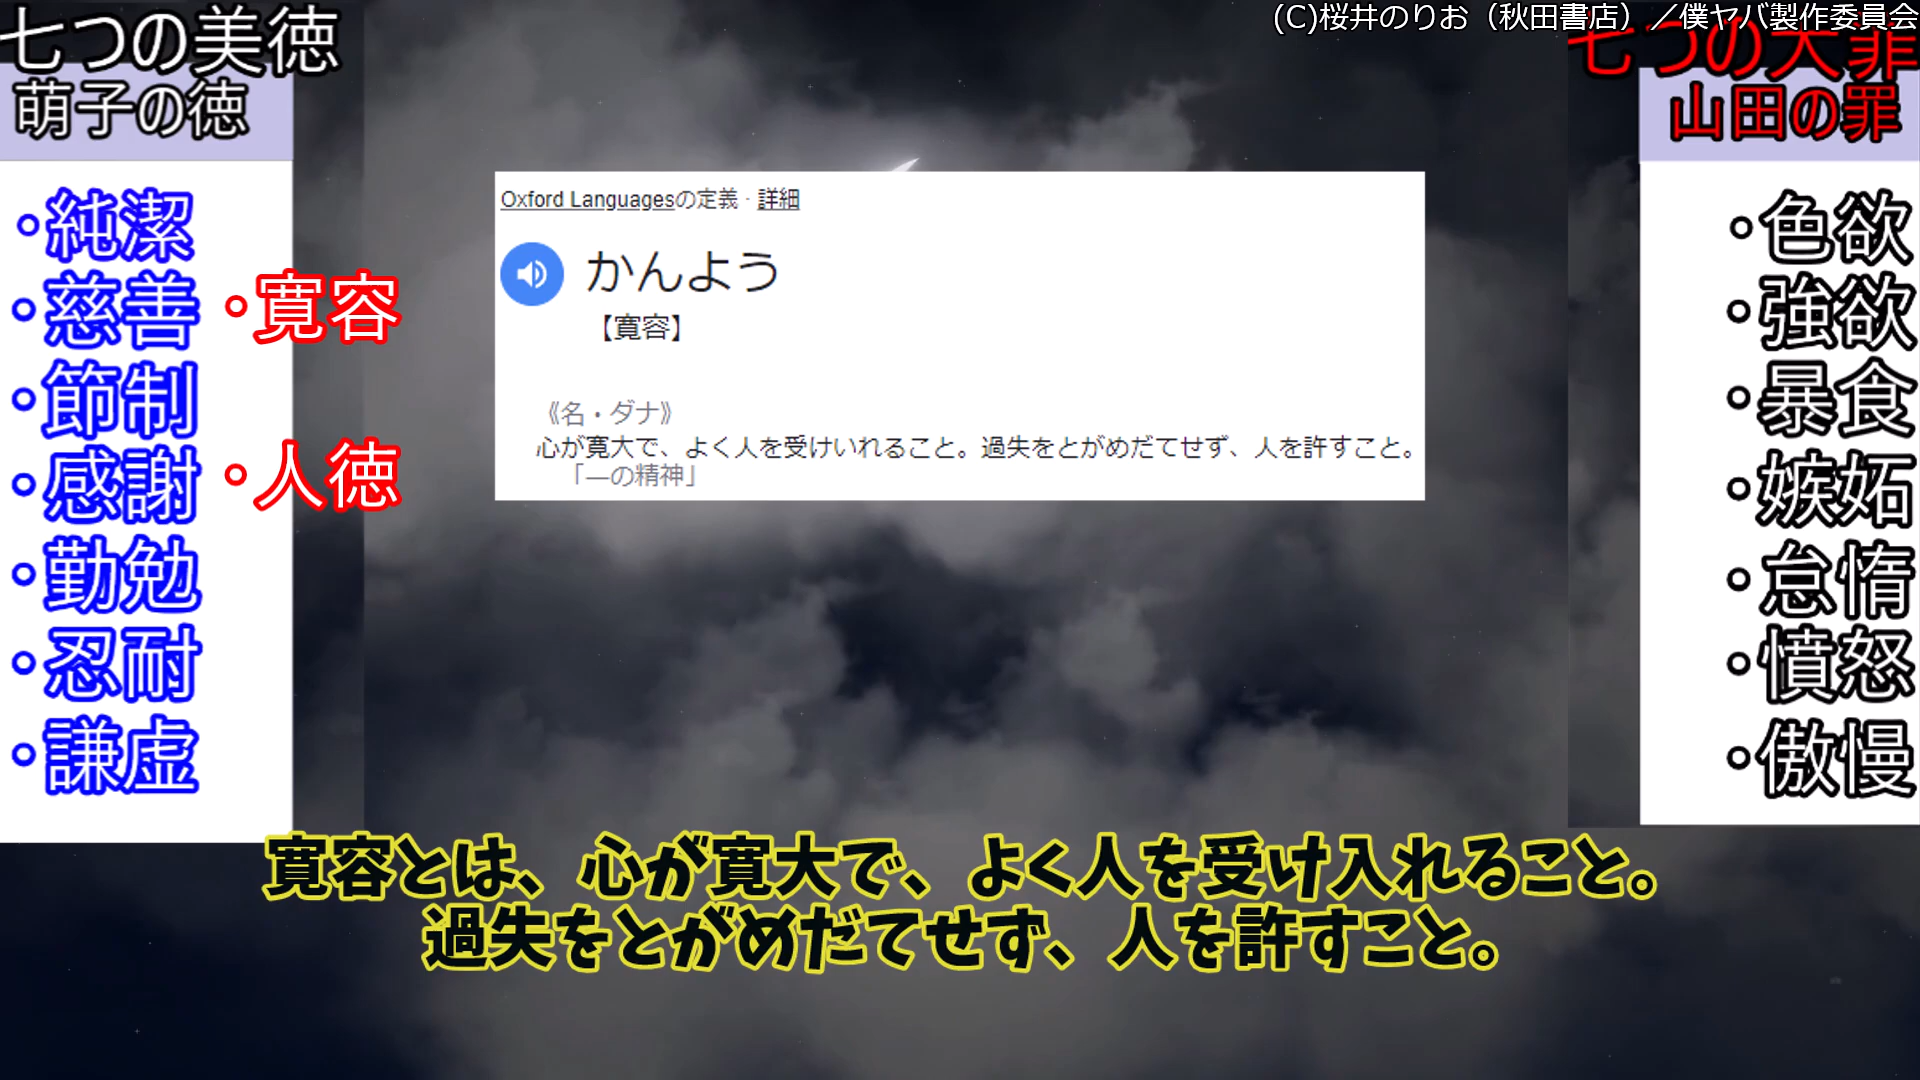 (C)桜井のりお（秋田書店）／僕ヤバ製作委員会
七つの美徳
萌子の徳
・純潔
・慈善
・寛容
・節制
・感謝
・人徳
・勤勉
・忍耐
・謙虚
Oxford Languagesの定義 · 詳細
かんよう
【寛容】
《名・ダナ》
心が寛大で、よく人を受けいれること。過失をとがめだてせず、人を許すこと。
「―の精神」
七つの大罪
山田の罪
・色欲
・強欲
・暴食
・嫉妬
・怠惰
・憤怒
・傲慢
寛容とは、心が寛大で、よく人を受け入れること。
過失をとがめだてせず、人を許すこと。